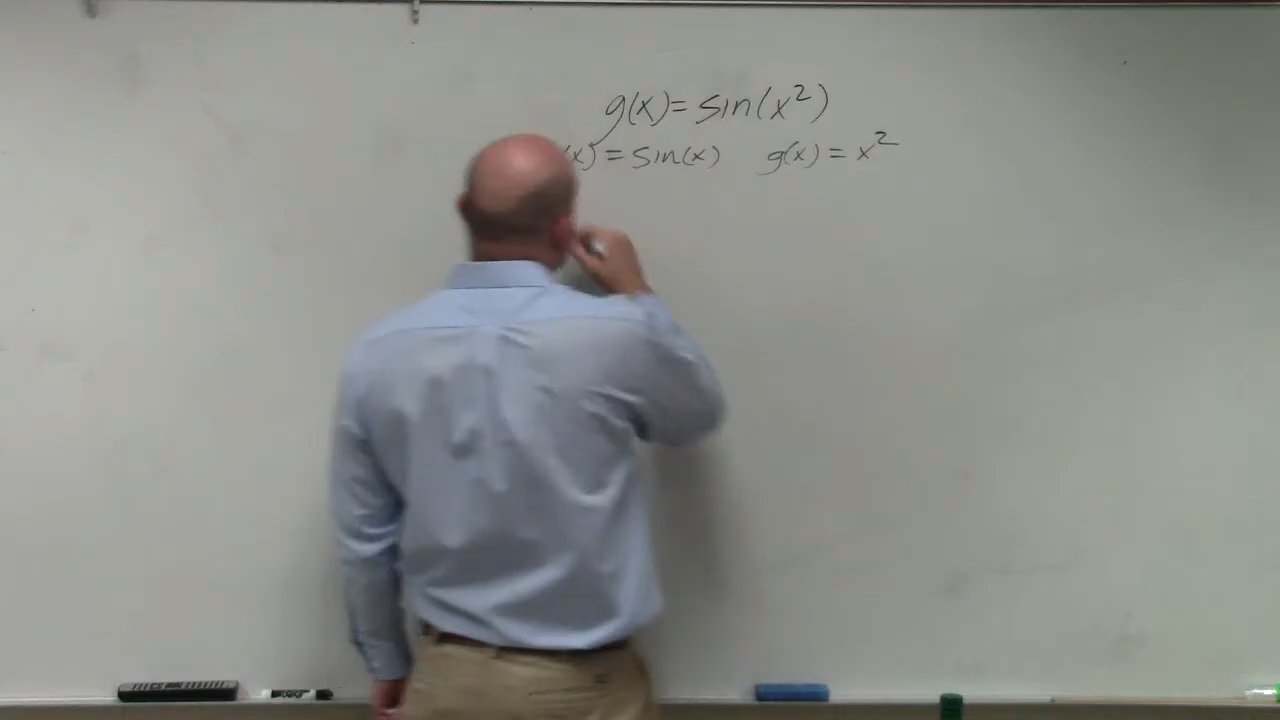 g(x) = sin(x²)
(x) = sin(x) g(x) = x²